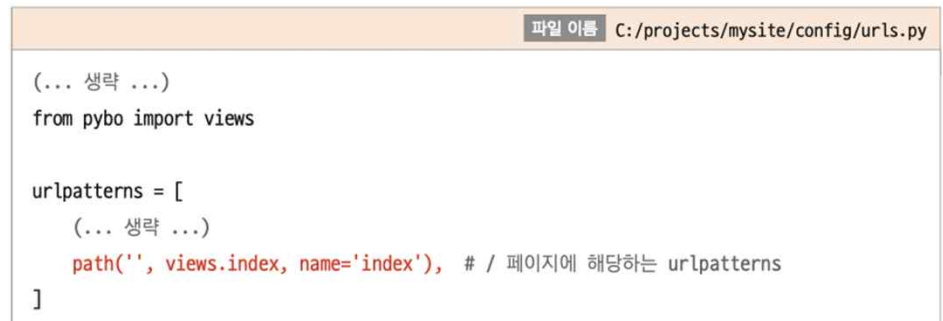 파일 이름 C:/projects/mysite/config/urls.py
(... 생략 ...)
from pybo import views
urlpatterns = [
    (... 생략 ...)
    path('', views.index, name='index'),  # / 페이지에 해당하는 urlpatterns
]